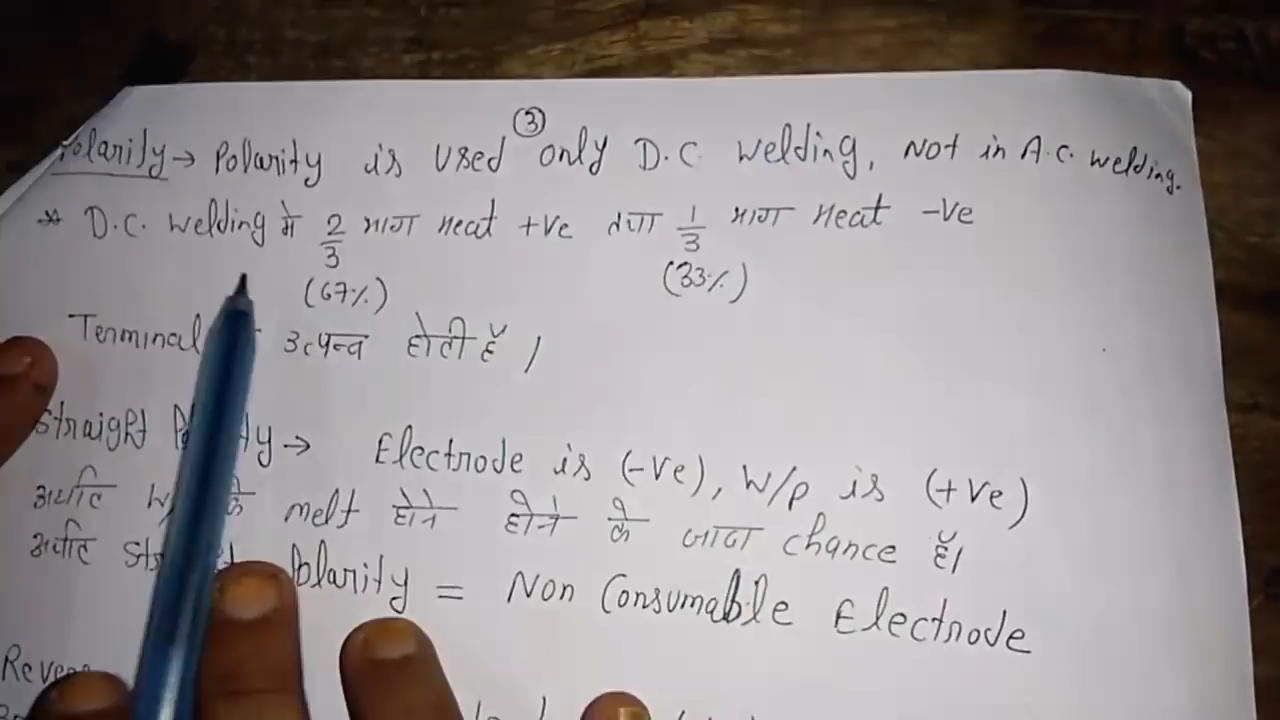 ③
Polarity → Polarity is used only D.C. welding, Not in A.C. welding.
** D.C. welding में 2/3 भाग Heat +ve तथा 1/3 भाग Heat -ve
(67%) (33%)
Terminal उत्पन्न होती हैं।
Straight → Electrode is (-ve), W/p is (+ve)
अर्थात के melt होने होने के जादा chance हैं।
अर्थात Polarity = Non Consumable Electrode